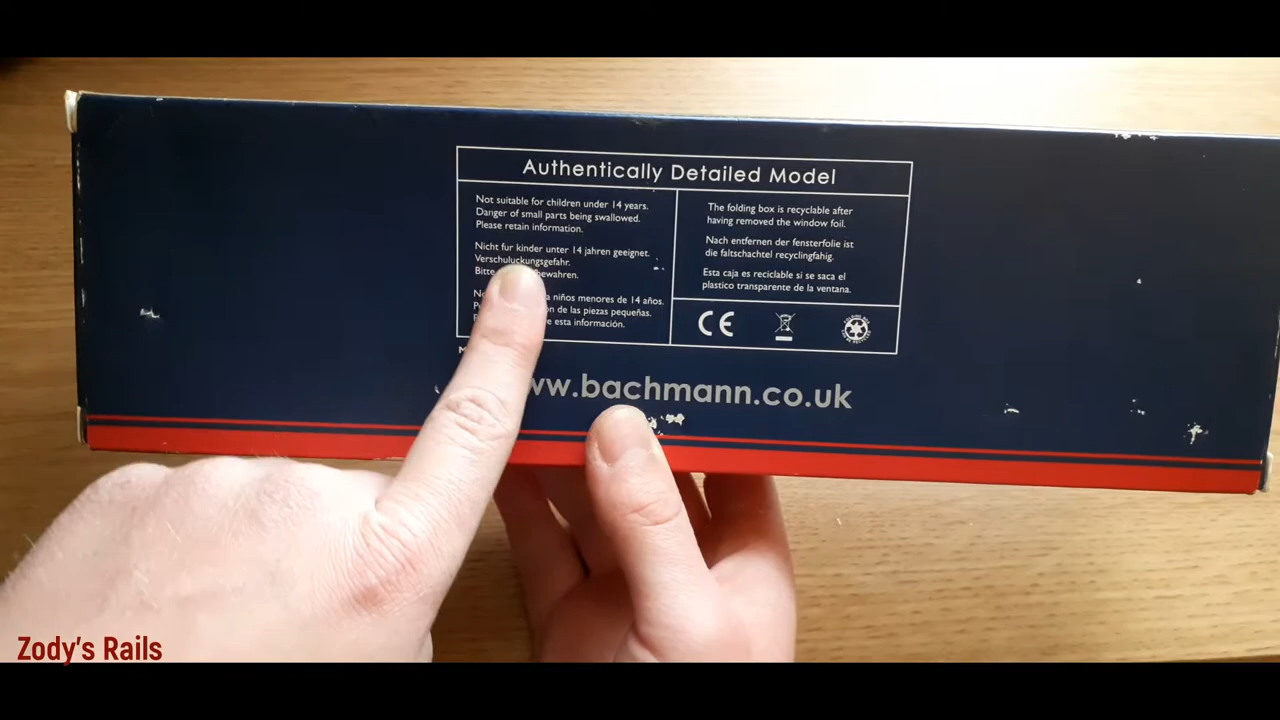 Authentically Detailed Model
Not suitable for children under 14 years.
Danger of small parts being swallowed.
Please retain information.
Nicht fur kinder unter 14 jahren geeignet.
Verschuluckungsgefahr.
Bitte bewahren.
niños menores de 14 años.
de las piezas pequeñas.
esta información.
The folding box is recyclable after
having removed the window foil.
Nach entfernen der fensterfolie ist
die faltschachtel recyclingfähig.
Esta caja es reciclable si se saca el
plastico transparente de la ventana.
CE
ww.bachmann.co.uk
Zody's Rails